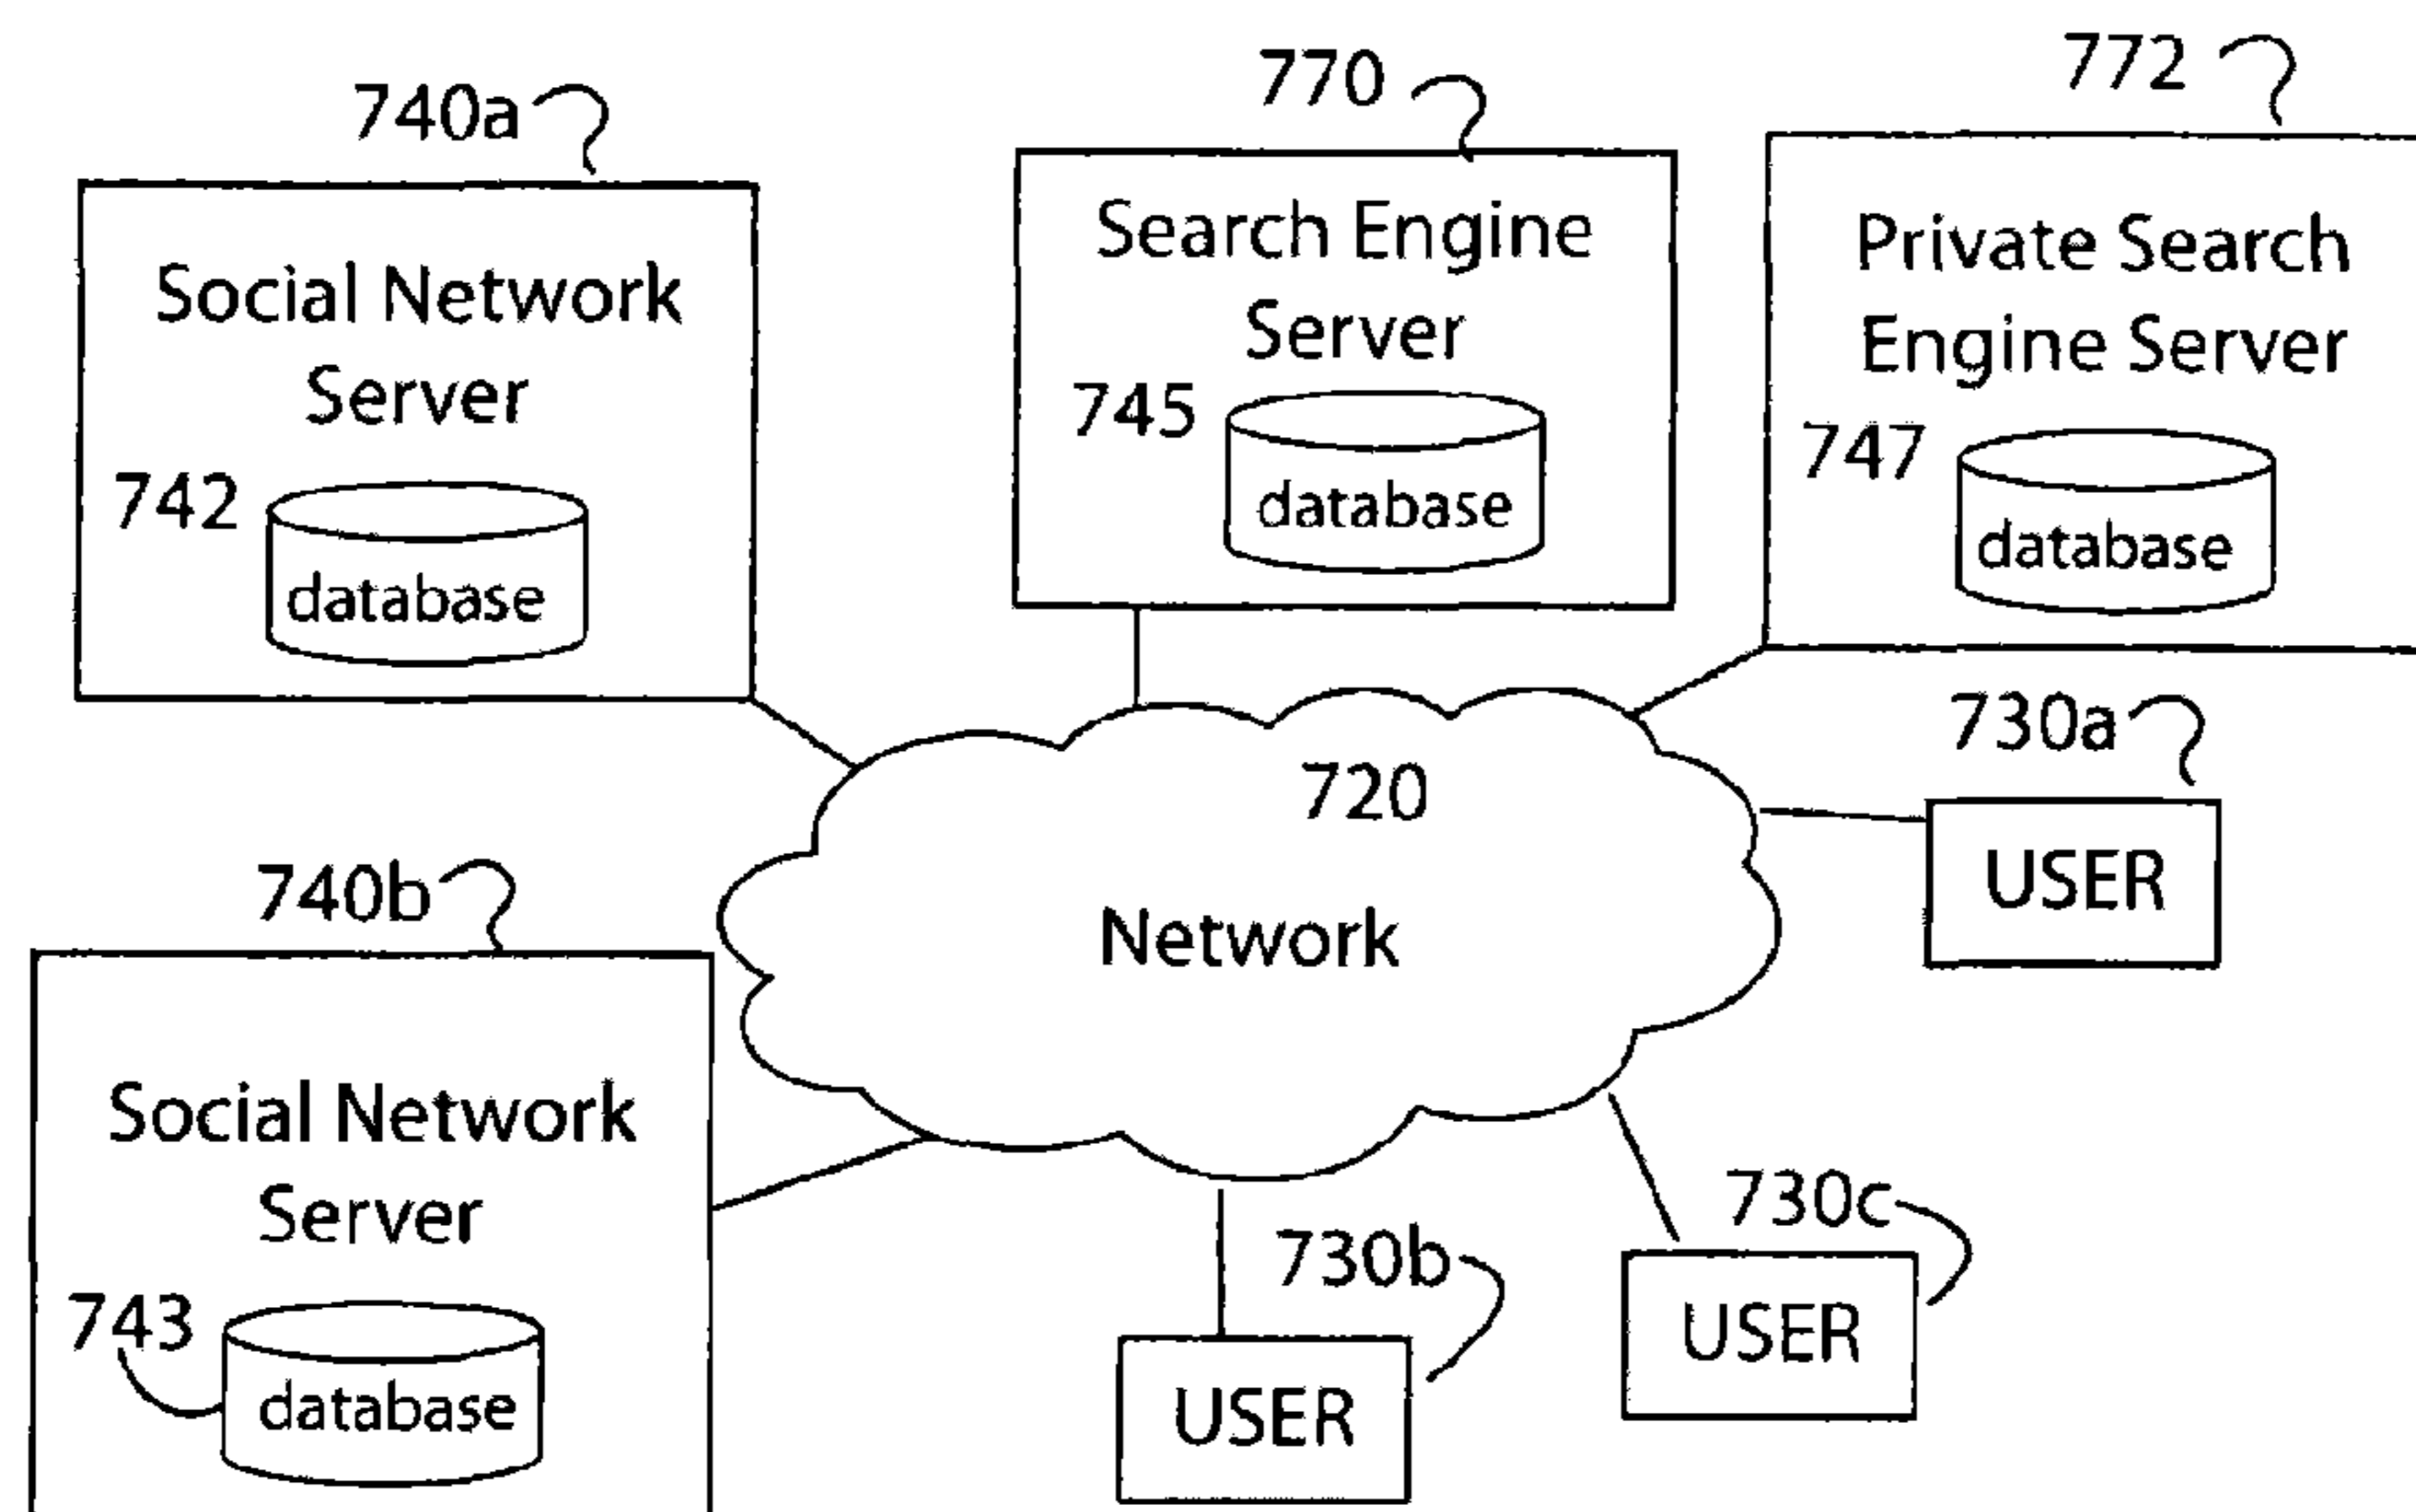 740a
Social Network
Server
742
database
770
Search Engine
Server
745
database
772
Private Search
Engine Server
747
database
720
Network
730a
USER
740b
Social Network
Server
743
database
730b
USER
730c
USER